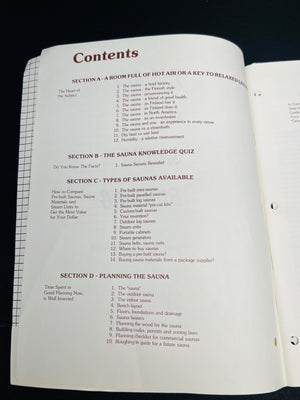 Contents
SECTION A - A ROOM FULL OF HOT AIR OR A KEY TO RELAXED
The Heart of
the Subject
1. The sauna - a brief history
2. The sauna - the Finnish style
3. The sauna - pronouncing it
4. The sauna - a friend of good health
5. The sauna - as Finland has it
6. The sauna - as Finland does it
7. The sauna - in North America
8. The sauna - as an investment
9. The sauna and you - an experience in every sense
10. The sauna vs a steambath
11. Dry heat vs wet heat
12. Humidity - a relative measurement
SECTION B - THE SAUNA KNOWLEDGE QUIZ
Do You Know The Facts?
1. Sauna Secrets Revealed
SECTION C - TYPES OF SAUNAS AVAILABLE
How to Compare
Pre-built Saunas, Sauna
Materials and
Steam Units to
Get the Most Value
for Your Dollar
1. Pre-built mini-saunas
2. Pre-built panelled saunas
3. Pre-built log saunas
4. Sauna material "pre-cut kits"
5. Custom-built saunas
6. Your invention?
7. Outdoor log saunas
8. Steam units
9. Portable cabinets
10. Steam generators
11. Sauna belts, sauna suits
12. Where to buy saunas
13. Buying a pre-built sauna?
14. Buying sauna materials from a package supplier?
SECTION D - PLANNING THE SAUNA
Time Spent in
Good Planning Now,
is Well Invested
1. The "sauna"
2. The outdoor sauna
3. The indoor sauna
4. Bench layout
5. Floors, foundations and drainage
6. Sauna heaters
7. Planning the wood for the sauna
8. Building codes, permits and zoning laws
9. Planning checklist for commercial saunas
10. Roughing-in guide for a future sauna